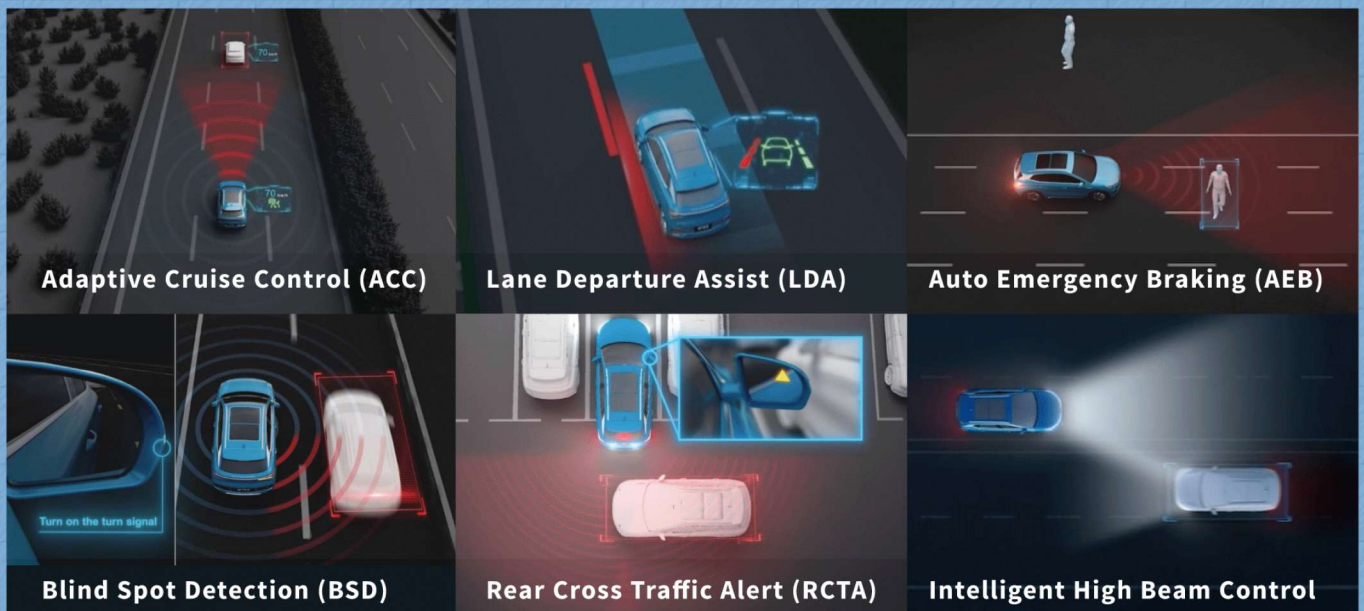 70 km/h
70 km/h
Adaptive Cruise Control (ACC)
Lane Departure Assist (LDA)
Auto Emergency Braking (AEB)
Turn on the turn signal
Blind Spot Detection (BSD)
Rear Cross Traffic Alert (RCTA)
Intelligent High Beam Control